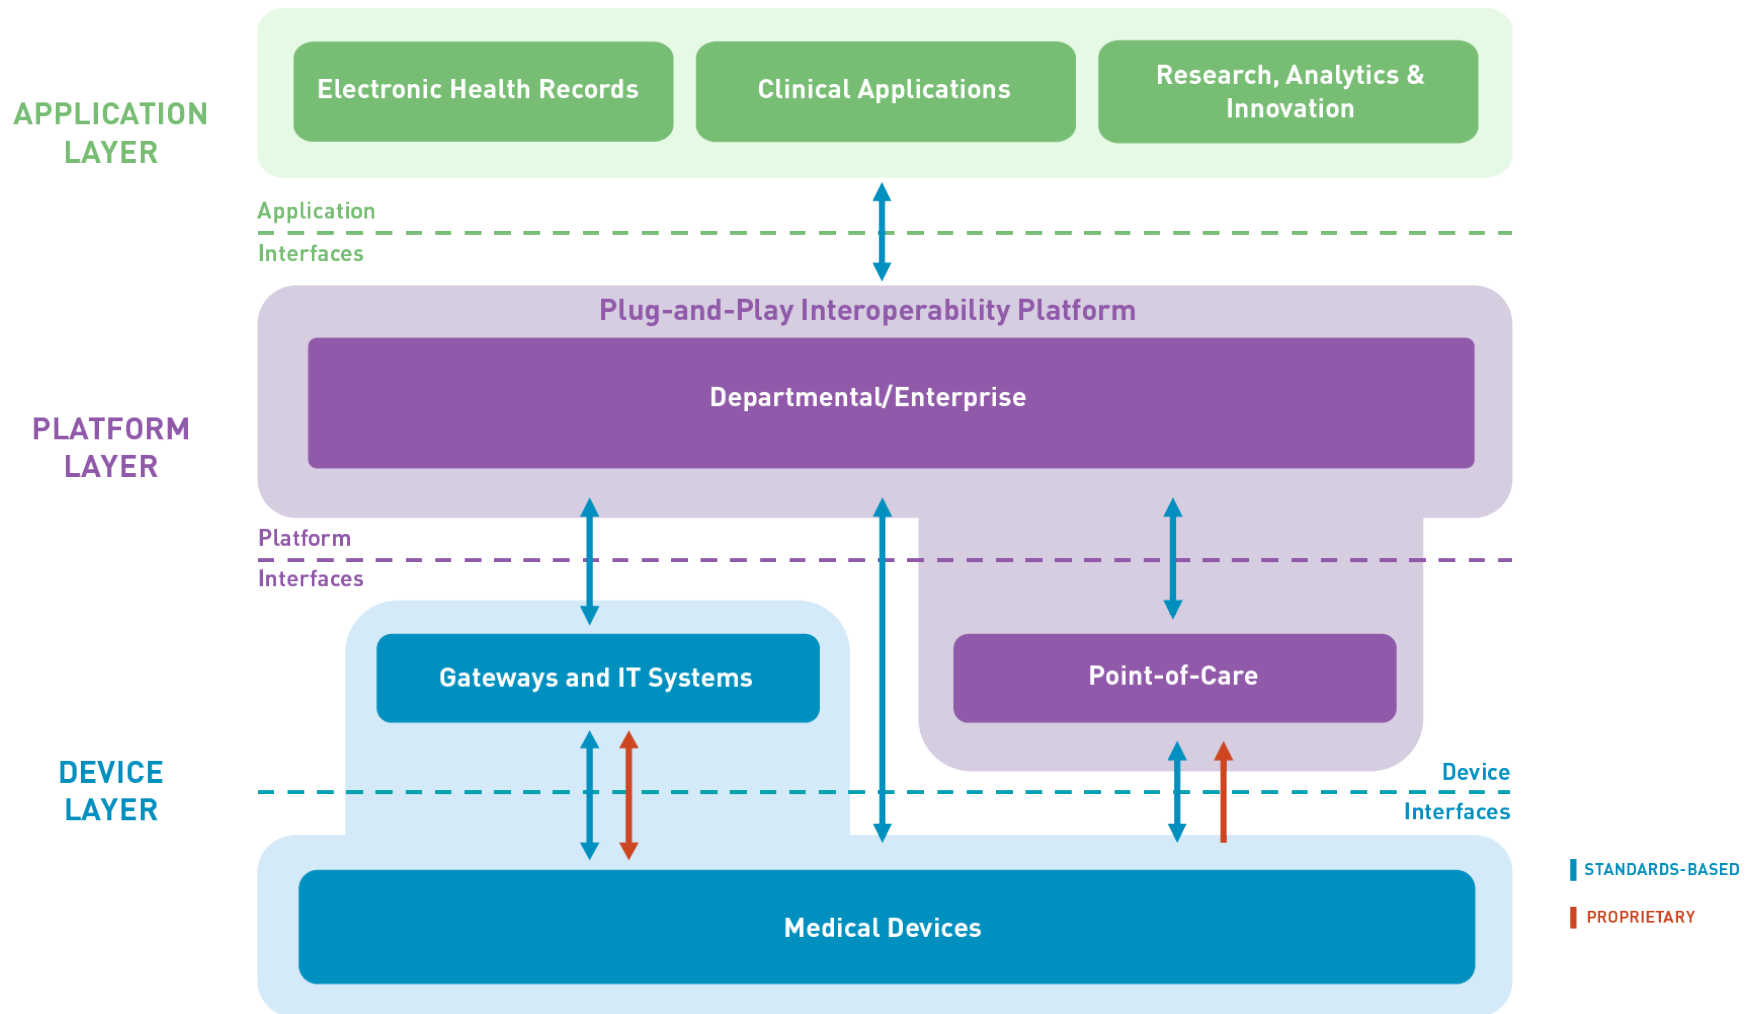 Electronic Health Records
Clinical Applications
Research, Analytics &
Innovation
APPLICATION
LAYER
Application
Interfaces
Plug-and-Play Interoperability Platform
Departmental/Enterprise
PLATFORM
LAYER
Platform
Interfaces
Gateways and IT Systems
Point-of-Care
DEVICE
LAYER
Device
Interfaces
Medical Devices
STANDARDS-BASED
PROPRIETARY